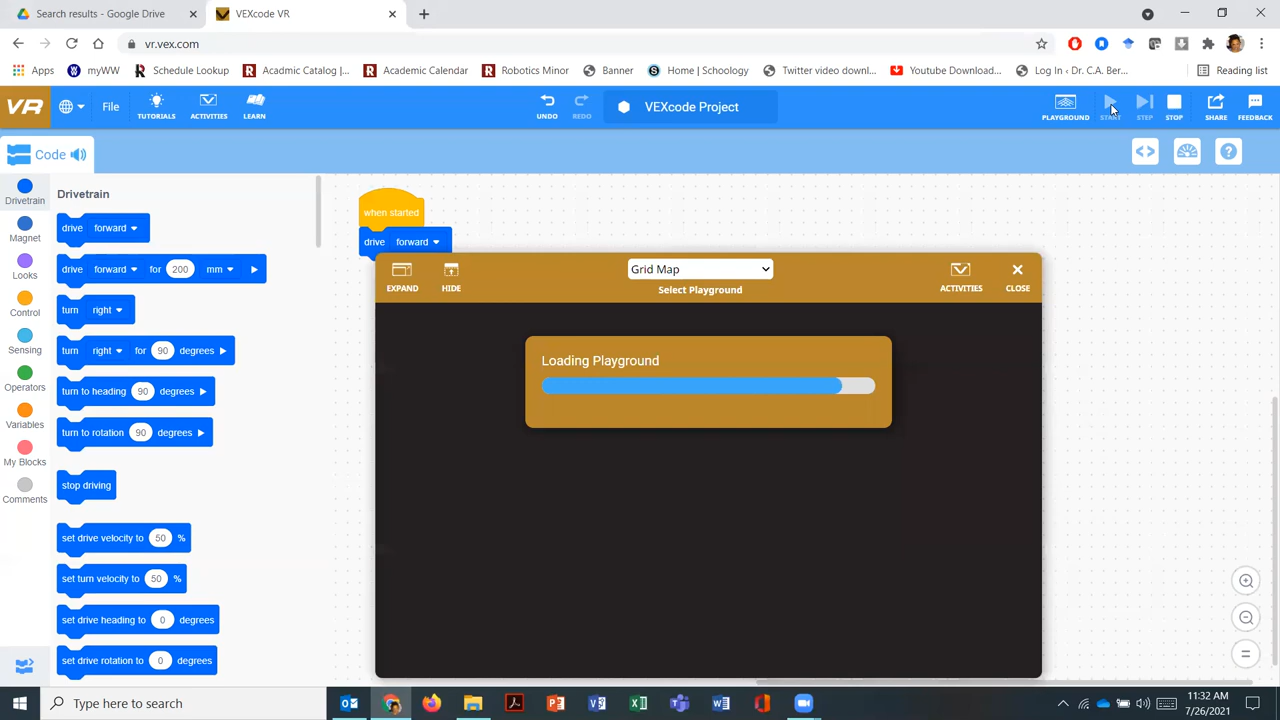 Search results - Google Drive
VEXcode VR
vr.vex.com
Apps
myWW
Schedule Lookup
Acadmic Catalog |...
Academic Calendar
Robotics Minor
Banner
Home | Schoology
Twitter video downl...
Youtube Download...
Log In ‹ Dr. C.A. Ber...
Reading list
VR
File
TUTORIALS
ACTIVITIES
LEARN
UNDO
REDO
VEXcode Project
PLAYGROUND
START
STEP
STOP
SHARE
FEEDBACK
Code
Drivetrain
Magnet
Looks
Control
Sensing
Operators
Variables
My Blocks
Comments
Drivetrain
drive forward
drive forward for 200 mm
turn right
turn right for 90 degrees
turn to heading 90 degrees
turn to rotation 90 degrees
stop driving
set drive velocity to 50 %
set turn velocity to 50 %
set drive heading to 0 degrees
set drive rotation to 0 degrees
when started
drive forward
EXPAND
HIDE
Grid Map
Select Playground
ACTIVITIES
CLOSE
Loading Playground
Type here to search
11:32 AM
7/26/2021